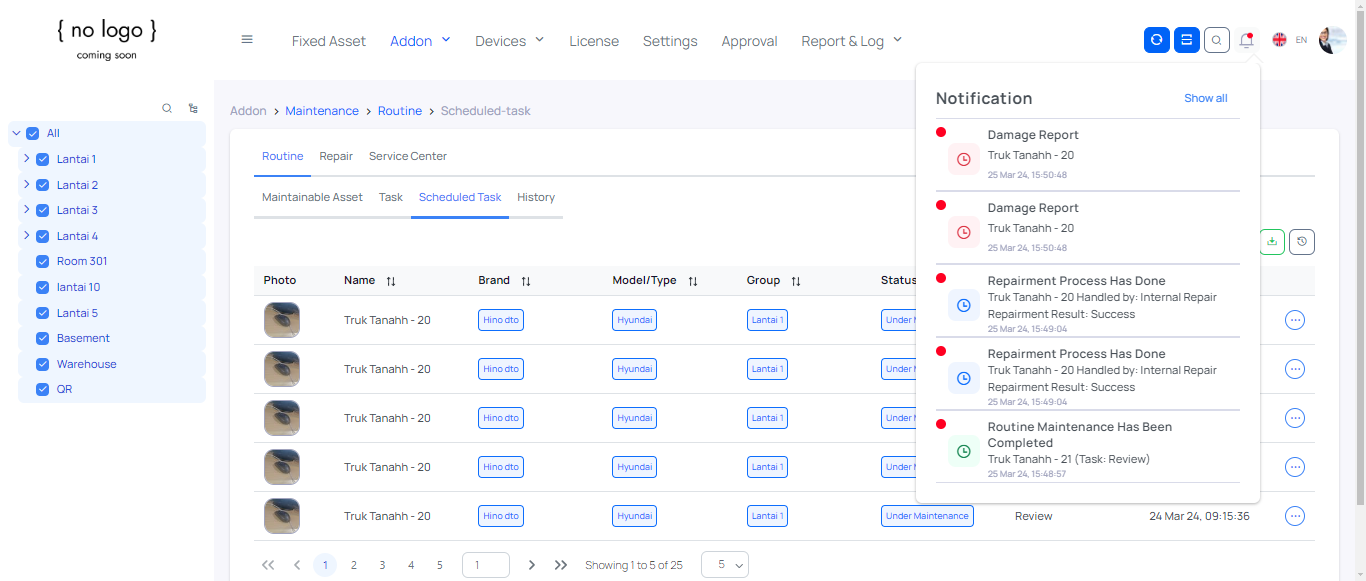 { no logo }
coming soon
Fixed Asset
Addon
Devices
License
Settings
Approval
Report & Log
EN
All
Lantai 1
Lantai 2
Lantai 3
Lantai 4
Room 301
lantai 10
Lantai 5
Basement
Warehouse
QR
Addon > Maintenance > Routine > Scheduled-task
Routine
Repair
Service Center
Maintainable Asset
Task
Scheduled Task
History
Photo Name Brand Model/Type Group Status
Truk Tanahh - 20 Hino dto Hyundai Lantai 1 Under
Truk Tanahh - 20 Hino dto Hyundai Lantai 1 Under
Truk Tanahh - 20 Hino dto Hyundai Lantai 1 Under
Truk Tanahh - 20 Hino dto Hyundai Lantai 1 Under
Truk Tanahh - 20 Hino dto Hyundai Lantai 1 Under Maintenance Review 24 Mar 24, 09:15:36
1 2 3 4 5 1 Showing 1 to 5 of 25 5
Notification
Show all
Damage Report
Truk Tanahh - 20
25 Mar 24, 15:50:48
Damage Report
Truk Tanahh - 20
25 Mar 24, 15:50:48
Repairment Process Has Done
Truk Tanahh - 20 Handled by: Internal Repair
Repairment Result: Success
25 Mar 24, 15:49:04
Repairment Process Has Done
Truk Tanahh - 20 Handled by: Internal Repair
Repairment Result: Success
25 Mar 24, 15:49:04
Routine Maintenance Has Been
Completed
Truk Tanahh - 21 (Task: Review)
25 Mar 24, 15:48:57